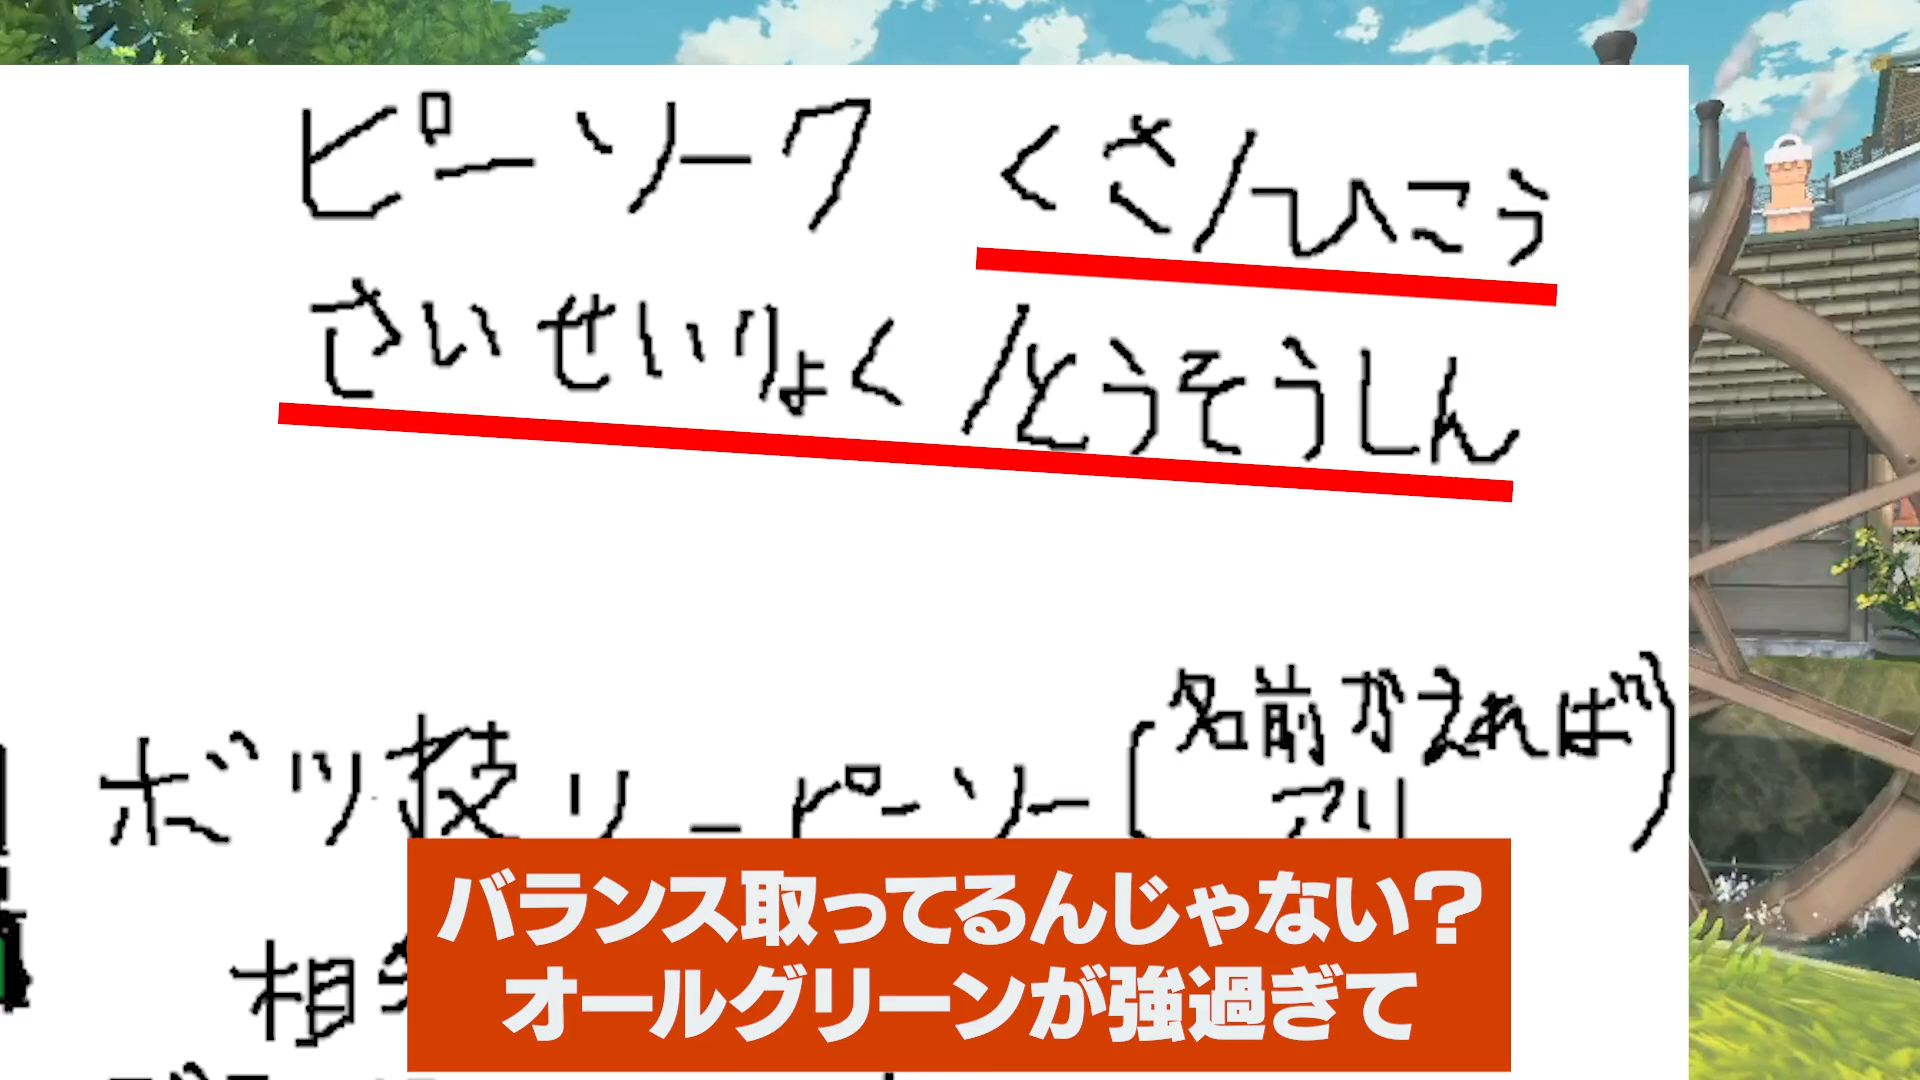 ピーソーク くさ/ひこう
さいせいりょく/とうそうしん
ボツ技 リーピーソー(名前かえればアリ)
相
バランス取ってるんじゃない?
オールグリーンが強過ぎて